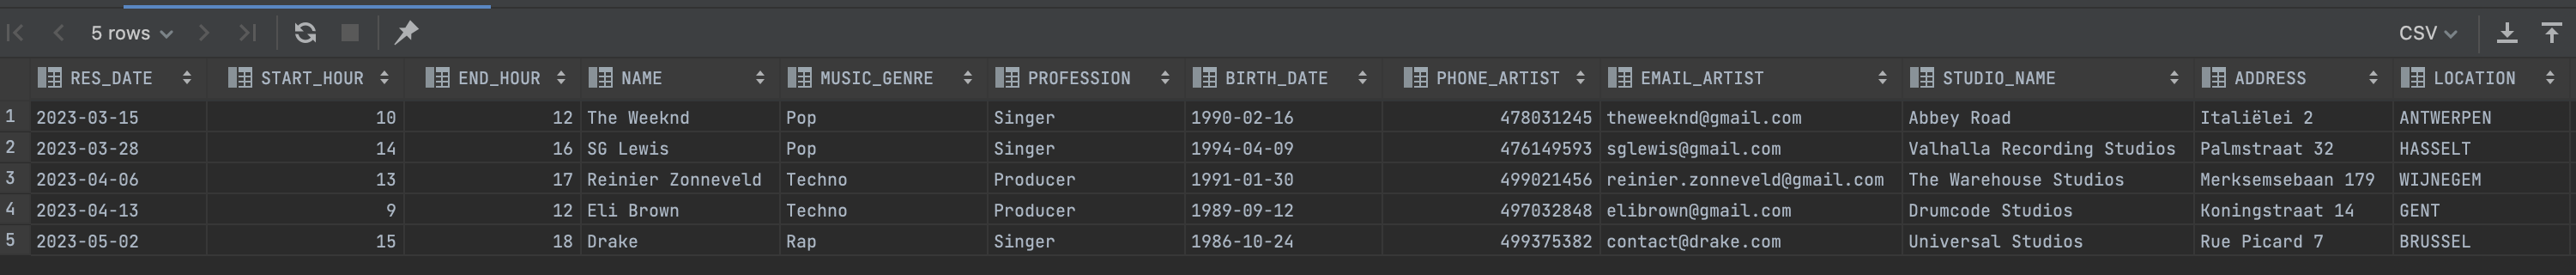 5 rows CSV
RES_DATE START_HOUR END_HOUR NAME MUSIC_GENRE PROFESSION BIRTH_DATE PHONE_ARTIST EMAIL_ARTIST STUDIO_NAME ADDRESS LOCATION
1 2023-03-15 10 12 The Weeknd Pop Singer 1990-02-16 478031245 theweeknd@gmail.com Abbey Road Italiëlei 2 ANTWERPEN
2 2023-03-28 14 16 SG Lewis Pop Singer 1994-04-09 476149593 sglewis@gmail.com Valhalla Recording Studios Palmstraat 32 HASSELT
3 2023-04-06 13 17 Reinier Zonneveld Techno Producer 1991-01-30 499021456 reinier.zonneveld@gmail.com The Warehouse Studios Merksemsebaan 179 WIJNEGEM
4 2023-04-13 9 12 Eli Brown Techno Producer 1989-09-12 497032848 elibrown@gmail.com Drumcode Studios Koningstraat 14 GENT
5 2023-05-02 15 18 Drake Rap Singer 1986-10-24 499375382 contact@drake.com Universal Studios Rue Picard 7 BRUSSEL